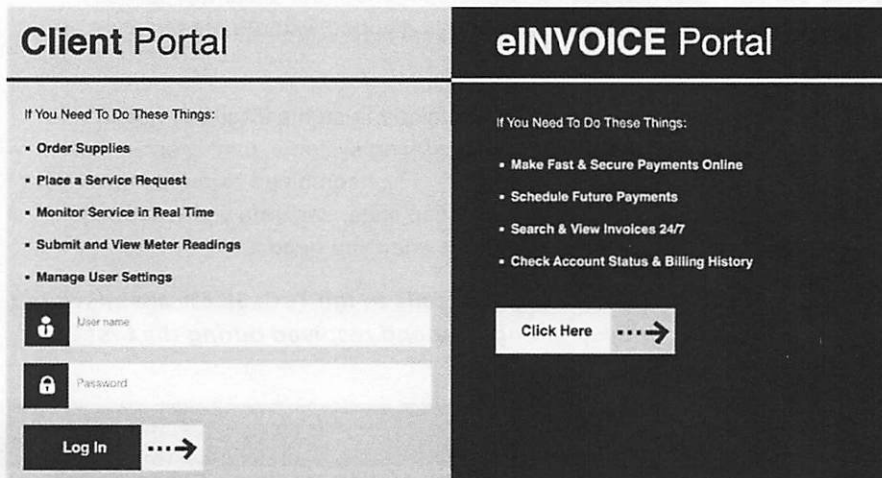 Client Portal
If You Need To Do These Things:
▪ Order Supplies
▪ Place a Service Request
▪ Monitor Service in Real Time
▪ Submit and View Meter Readings
▪ Manage User Settings
User name
Password
Log In
eINVOICE Portal
If You Need To Do These Things:
▪ Make Fast & Secure Payments Online
▪ Schedule Future Payments
▪ Search & View Invoices 24/7
▪ Check Account Status & Billing History
Click Here